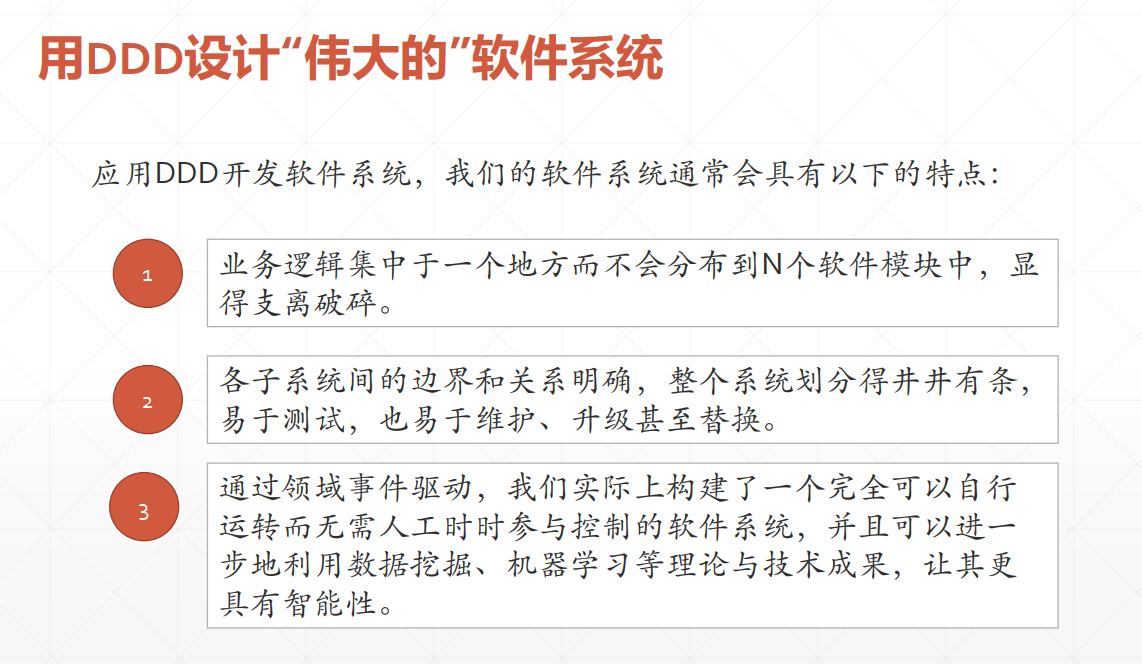 用DDD设计“伟大的”软件系统
应用DDD开发软件系统，我们的软件系统通常会具有以下的特点：
1
业务逻辑集中于一个地方而不会分布到N个软件模块中，显
得支离破碎。
2
各子系统间的边界和关系明确，整个系统划分得井井有条，
易于测试，也易于维护、升级甚至替换。
3
通过领域事件驱动，我们实际上构建了一个完全可以自行
运转而无需人工时时参与控制的软件系统，并且可以进一
步地利用数据挖掘、机器学习等理论与技术成果，让其更
具有智能性。